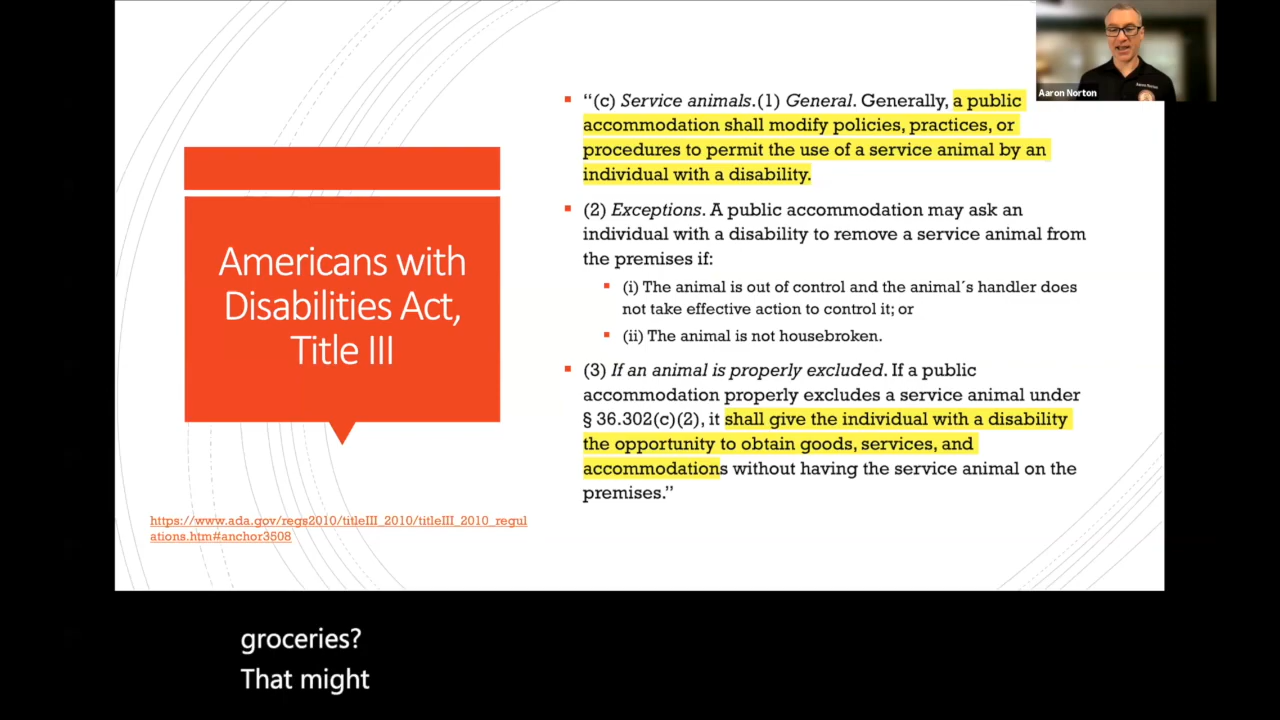 Aaron Norton
Americans with
Disabilities Act,
Title III
https://www.ada.gov/regs2010/titleIII_2010/titleIII_2010_regul
ations.htm#anchor3508
“(c) Service animals.(1) General. Generally, a public
accommodation shall modify policies, practices, or
procedures to permit the use of a service animal by an
individual with a disability.
(2) Exceptions. A public accommodation may ask an
individual with a disability to remove a service animal from
the premises if:
(i) The animal is out of control and the animal´s handler does
not take effective action to control it; or
(ii) The animal is not housebroken.
(3) If an animal is properly excluded. If a public
accommodation properly excludes a service animal under
§ 36.302(c)(2), it shall give the individual with a disability
the opportunity to obtain goods, services, and
accommodations without having the service animal on the
premises.”
groceries?
That might